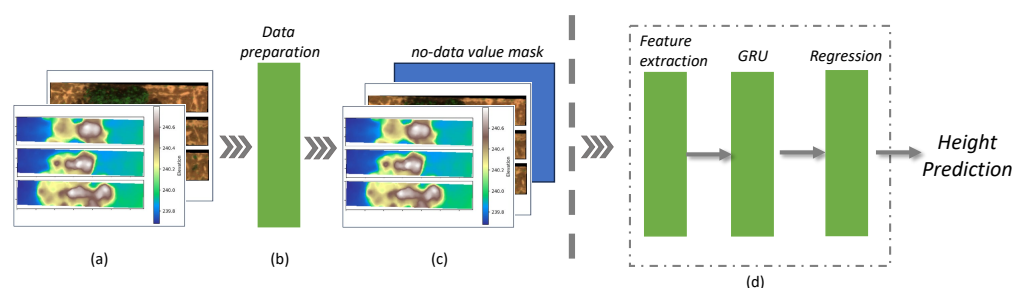 Data
preparation
no-data value mask
Feature
extraction
GRU
Regression
240.6
240.4
240.2
240.0
239.8
Elevation
240.6
240.4
240.2
240.0
239.8
Elevation
Height
Prediction
(a)
(b)
(c)
(d)